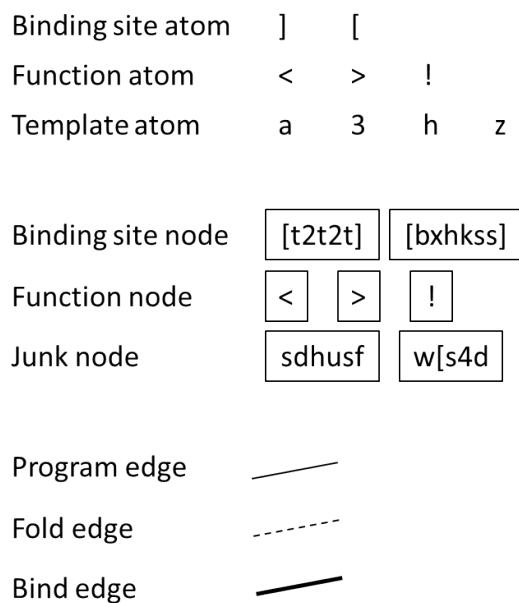 Binding site atom ] [
Function atom < > !
Template atom a 3 h z
Binding site node [t2t2t] [bxhkss]
Function node < > !
Junk node sdhusf w[s4d
Program edge
Fold edge
Bind edge